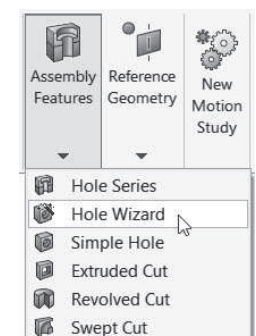 Assembly Features
Reference Geometry
New Motion Study
Hole Series
Hole Wizard
Simple Hole
Extruded Cut
Revolved Cut
Swept Cut